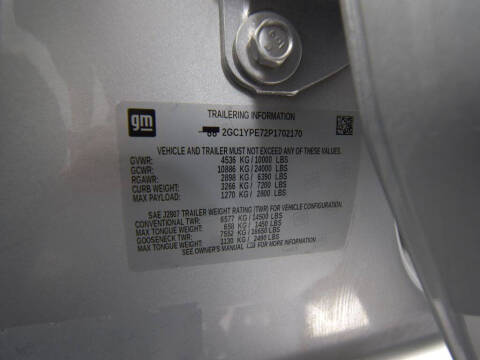 gm
TRAILERING INFORMATION
2GC1YPE72P1702170
VEHICLE AND TRAILER MUST NOT EXCEED ANY OF THESE VALUES.
GVWR: 4536 KG/ 10000 LBS
GCWR: 10886 KG/ 24000 LBS
RGAWR: 2898 KG/ 6390 LBS
CURB WEIGHT: 3266 KG/ 7200 LBS
MAX PAYLOAD: 1270 KG/ 2800 LBS
SAE J2807 TRAILER WEIGHT RATING (TWR) FOR VEHICLE CONFIGURATION.
CONVENTIONAL TWR: 6577 KG/ 14500 LBS
MAX TONGUE WEIGHT: 658 KG/ 1450 LBS
GOOSENECK TWR: 7552 KG/ 16650 LBS
MAX TONGUE WEIGHT: 1130 KG/ 2490 LBS
SEE OWNER'S MANUAL FOR MORE INFORMATION